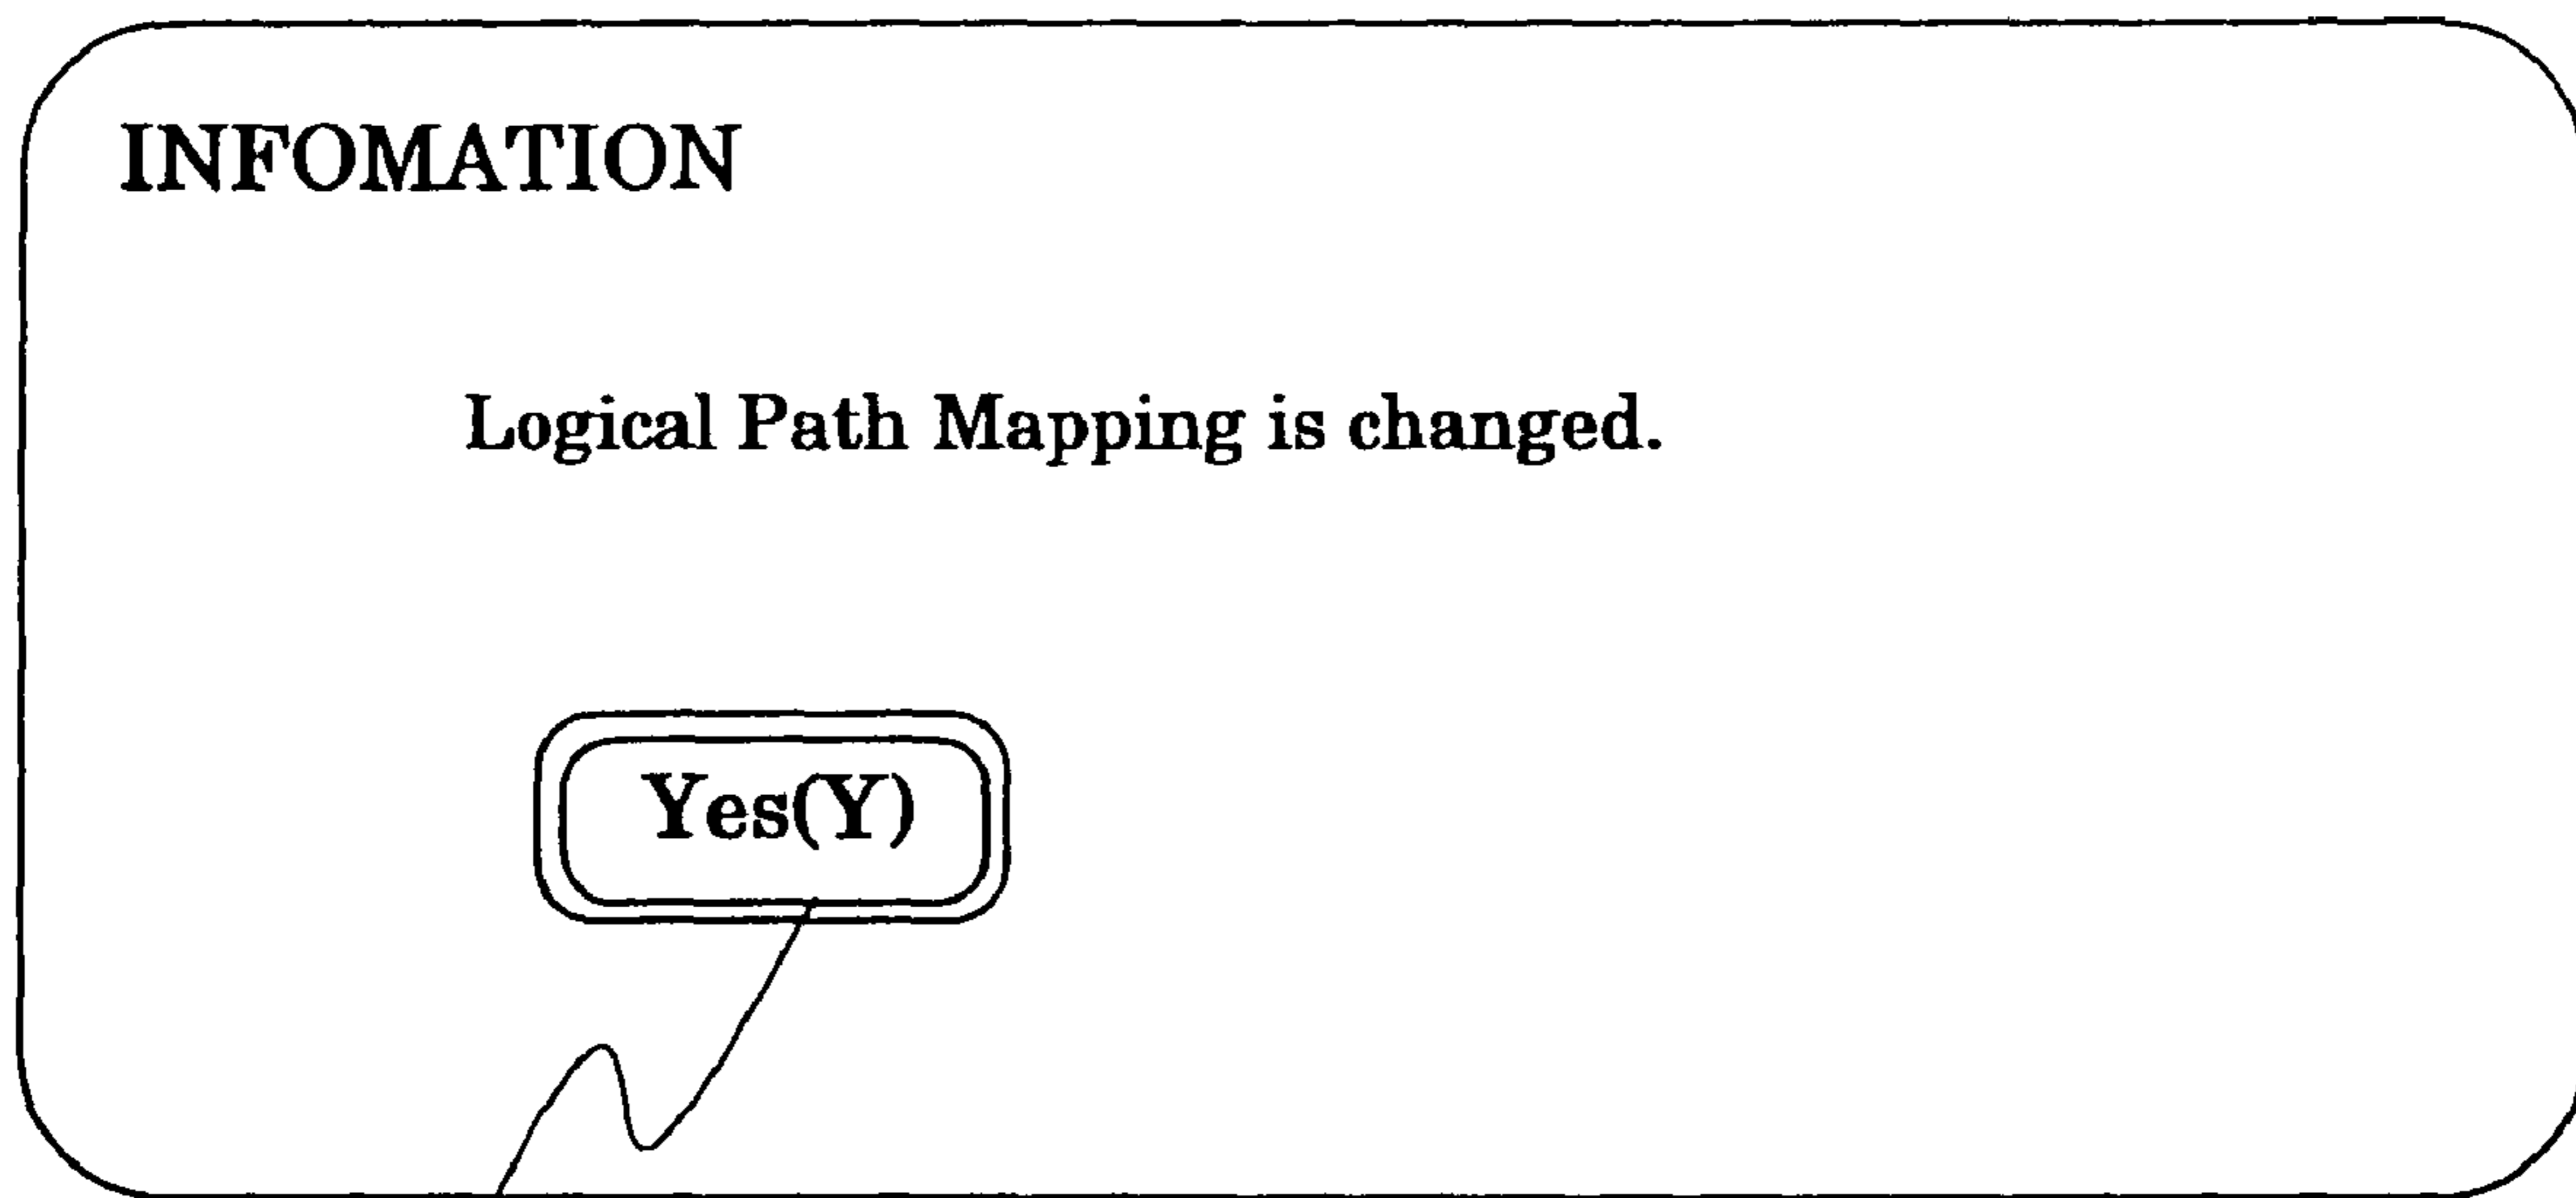 INFOMATION
Logical Path Mapping is changed.
Yes(Y)